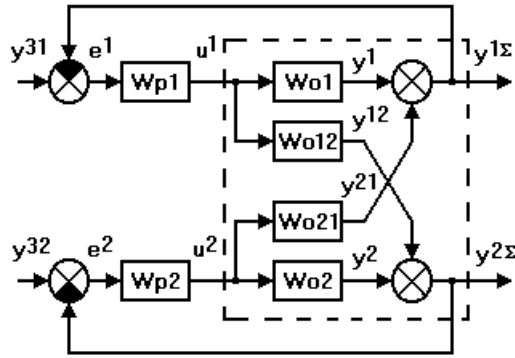 y31 e1 u1 y1 y1Σ
Wp1 Wo1
y12
Wo12
y21
Wo21
y32 e2 u2 y2 y2Σ
Wp2 Wo2